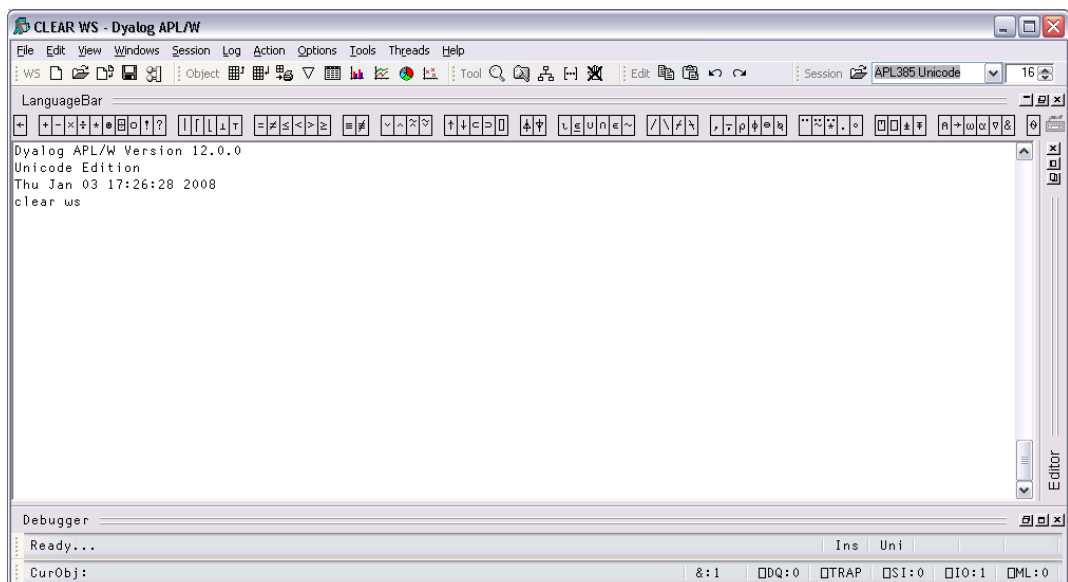 CLEAR WS - Dyalog APL/W
File Edit View Windows Session Log Action Options Tools Threads Help
WS Object Tool Edit Session APL385 Unicode 16
LanguageBar
← + - × ÷ * ⍟ ⌹ ○ ! ? | ⌈ ⌊ ⊥ ⊤ = ≠ ≤ < > ≥ ≡ ≢ ∨ ∧ ⍲ ⍱ ↑ ↓ ⊂ ⊃ ⌷ ⍋ ⍒ ⍳ ⍷ ∪ ∩ ∊ ~ / \ ⌿ ⍀ , ⍪ ⍴ ⌽ ⊖ ⍉ ¨ ⍨ ⍣ . ∘ ⍞ ⎕ ⍎ ⍕ ⍝ → ⍵ ⍺ ∇ &
Dyalog APL/W Version 12.0.0
Unicode Edition
Thu Jan 03 17:26:28 2008
clear ws
Editor
Debugger
Ready... Ins Uni
CurObj: &:1 ⎕DQ:0 ⎕TRAP ⎕SI:0 ⎕IO:1 ⎕ML:0